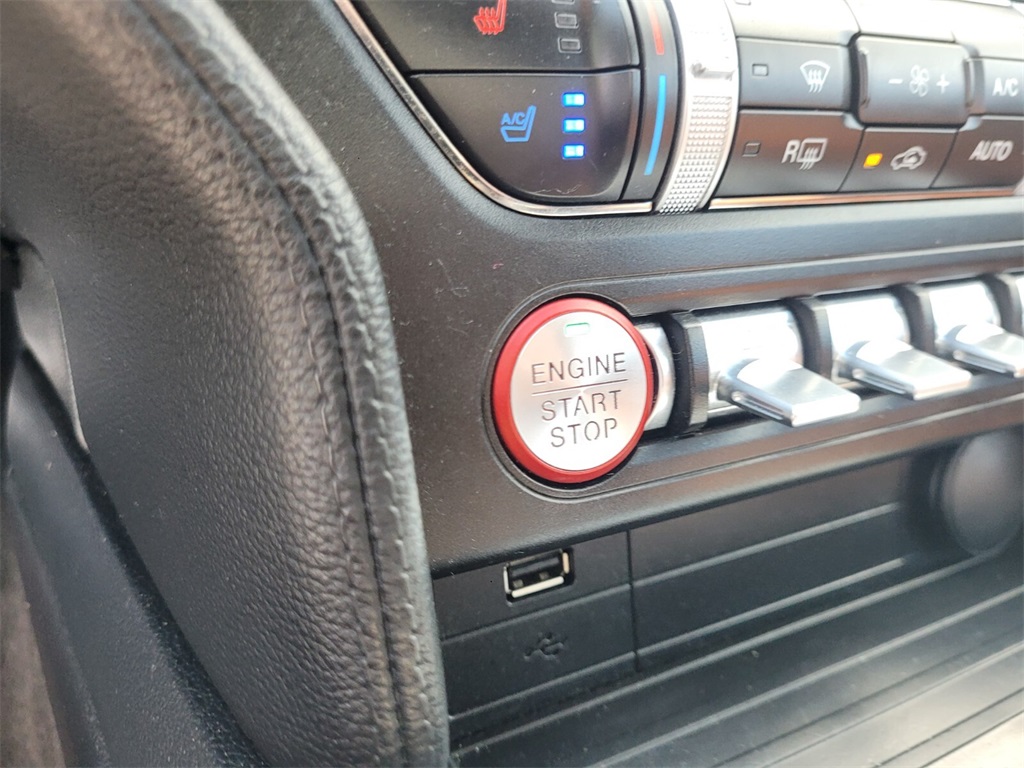 A/C
- +
A/C
R
AUTO
ENGINE
START
STOP